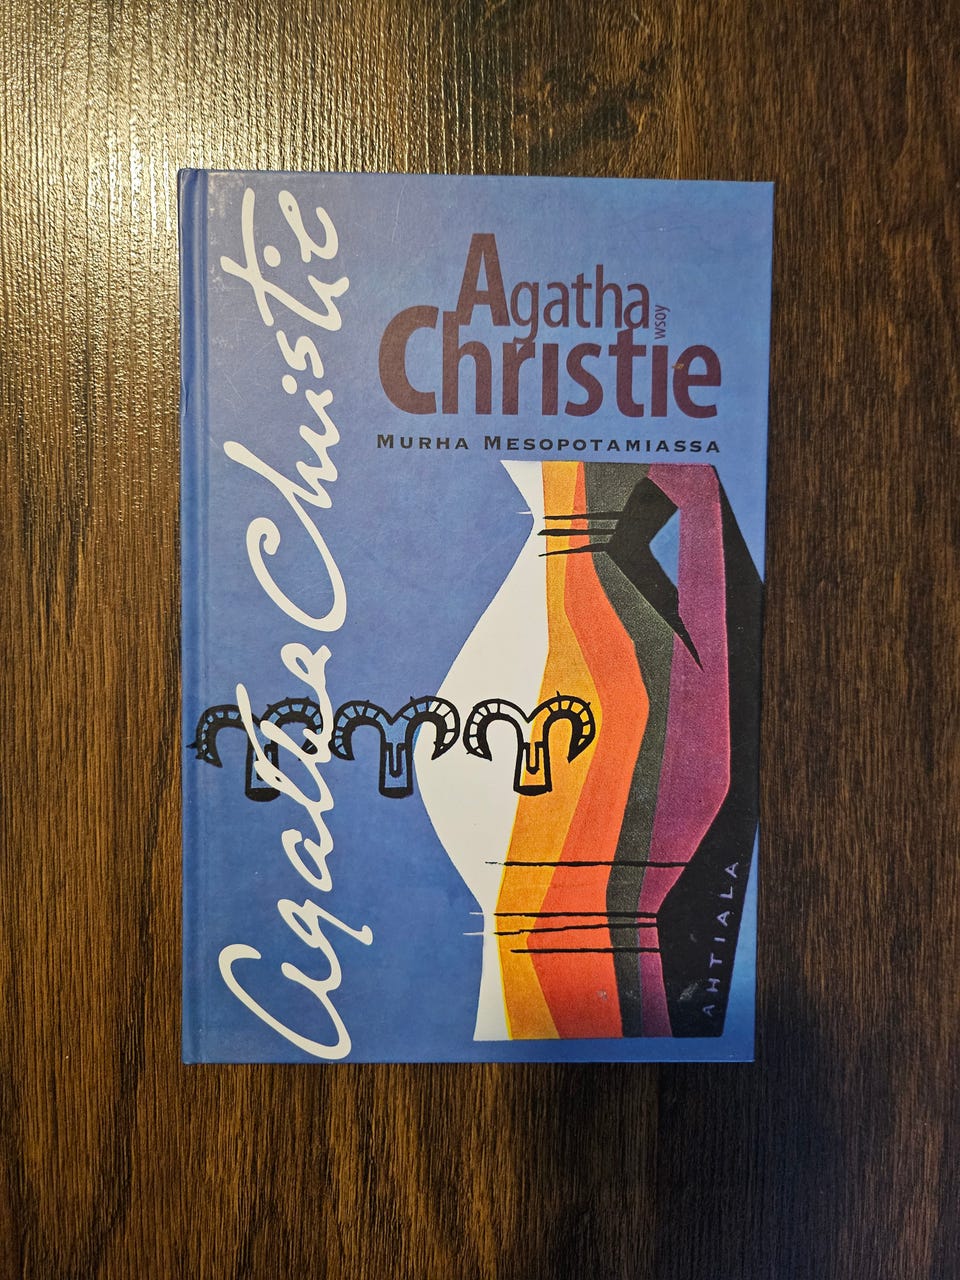 Agatha Christie
Agatha
wsoy
Christie
MURHA MESOPOTAMIASSA
AHTIALA